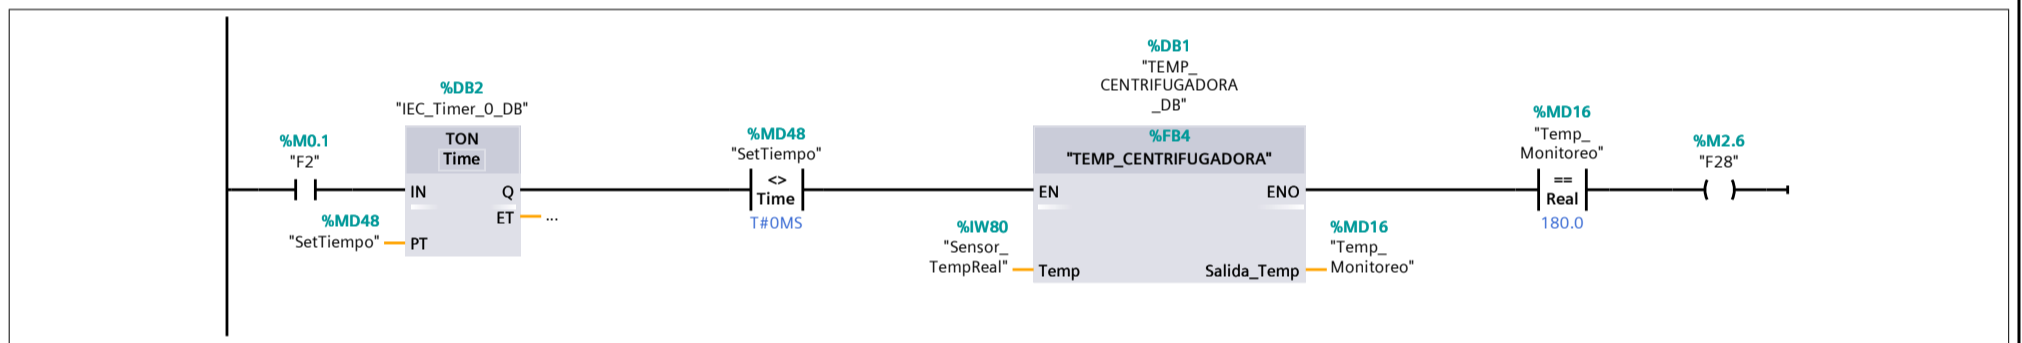 %M0.1
"F2"
%DB2
"IEC_Timer_0_DB"
TON
Time
IN
Q
ET
...
%MD48
"SetTiempo"
PT
%MD48
"SetTiempo"
<>
Time
T#0MS
%DB1
"TEMP_
CENTRIFUGADORA
_DB"
%FB4
"TEMP_CENTRIFUGADORA"
EN
ENO
%IW80
"Sensor_
TempReal"
Temp
Salida_Temp
%MD16
"Temp_
Monitoreo"
%MD16
"Temp_
Monitoreo"
==
Real
180.0
%M2.6
"F28"